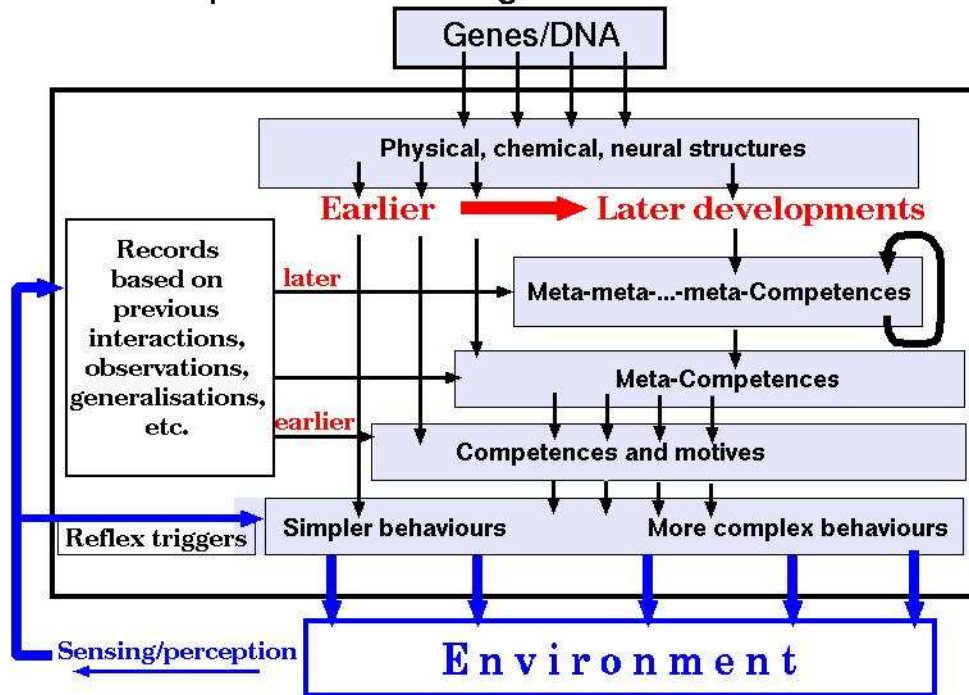 Genes/DNA
Physical, chemical, neural structures
Earlier
Later developments
Records
based on
previous
interactions,
observations,
generalisations,
etc.
later
Meta-meta-...-meta-Competences
Meta-Competences
earlier
Competences and motives
Reflex triggers
Simpler behaviours
More complex behaviours
Sensing/perception
Environment